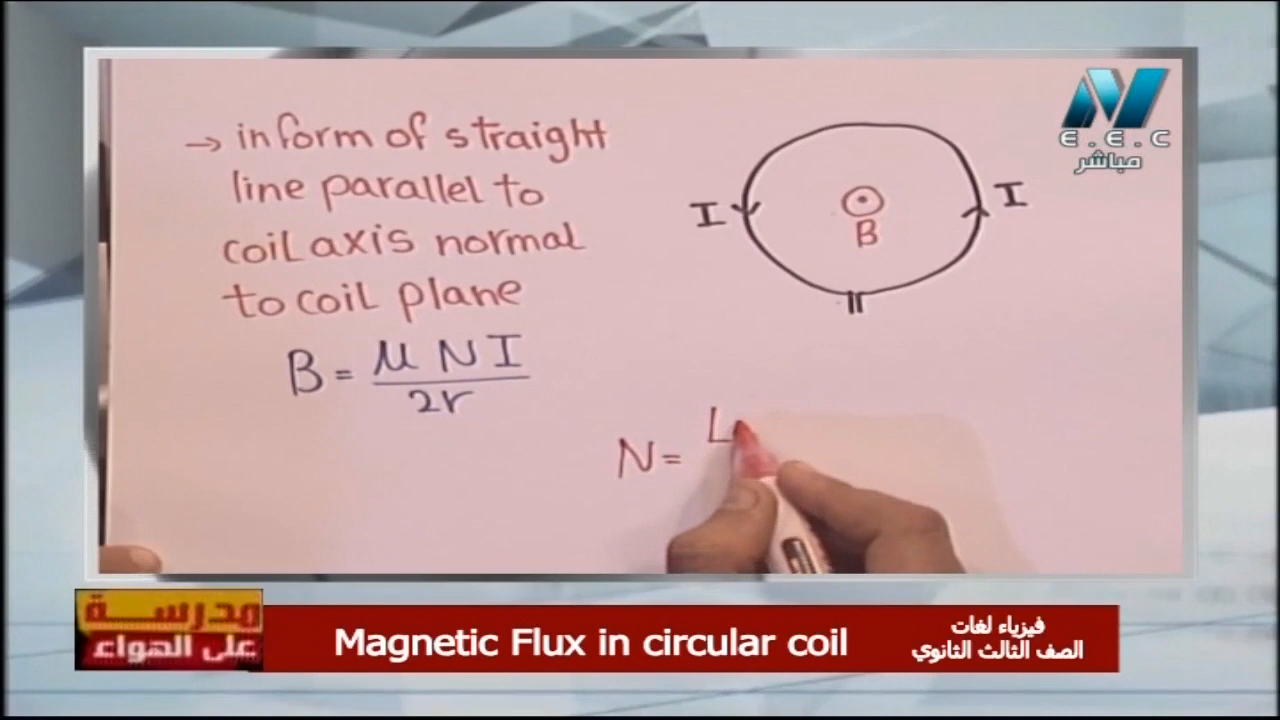 → in form of straight
line parallel to
coil axis normal
to coil plane
B = μ N I / 2r
I
I
B
N = L
E.E.C
مباشر
مدرسة
على الهواء
Magnetic Flux in circular coil
فيزياء لغات
الصف الثالث الثانوي